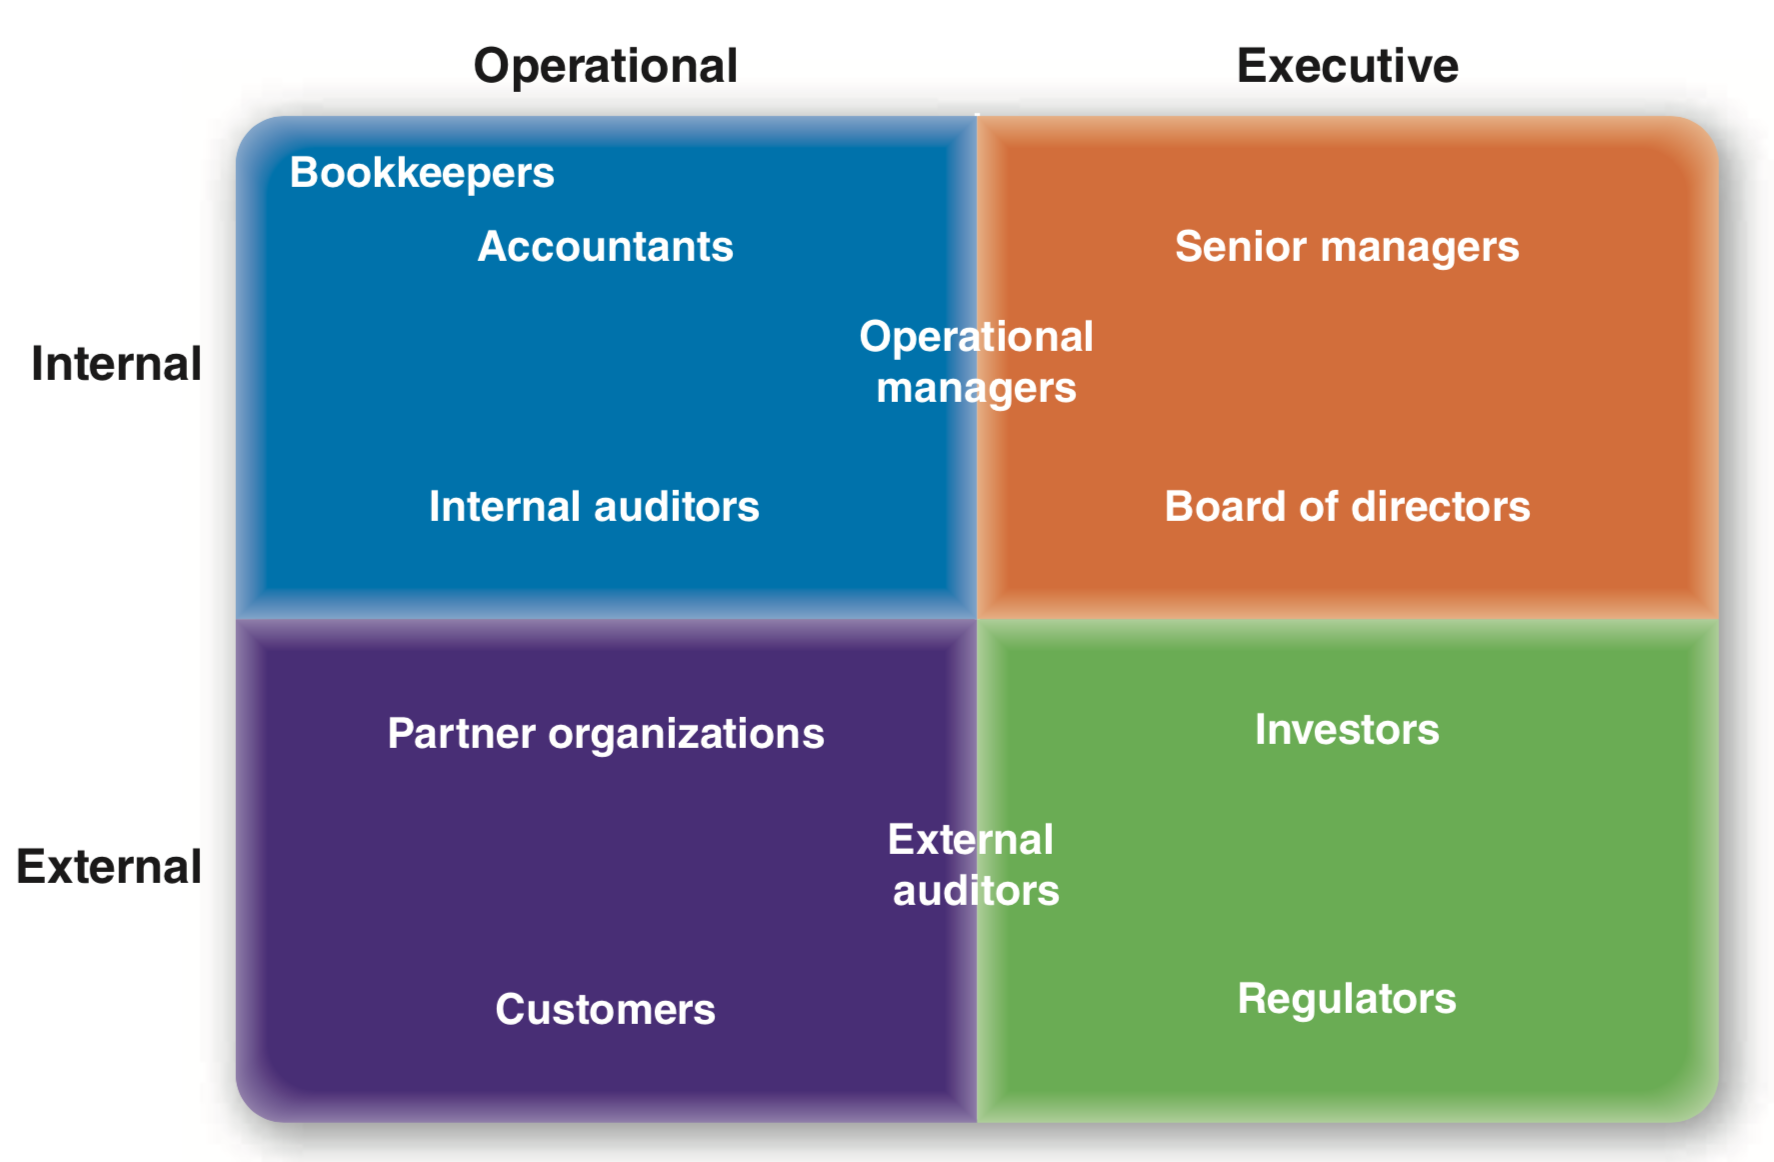 Operational
Executive
Bookkeepers
Accountants
Senior managers
Internal
Operational
managers
Internal auditors
Board of directors
Partner organizations
Investors
External
External
auditors
Customers
Regulators